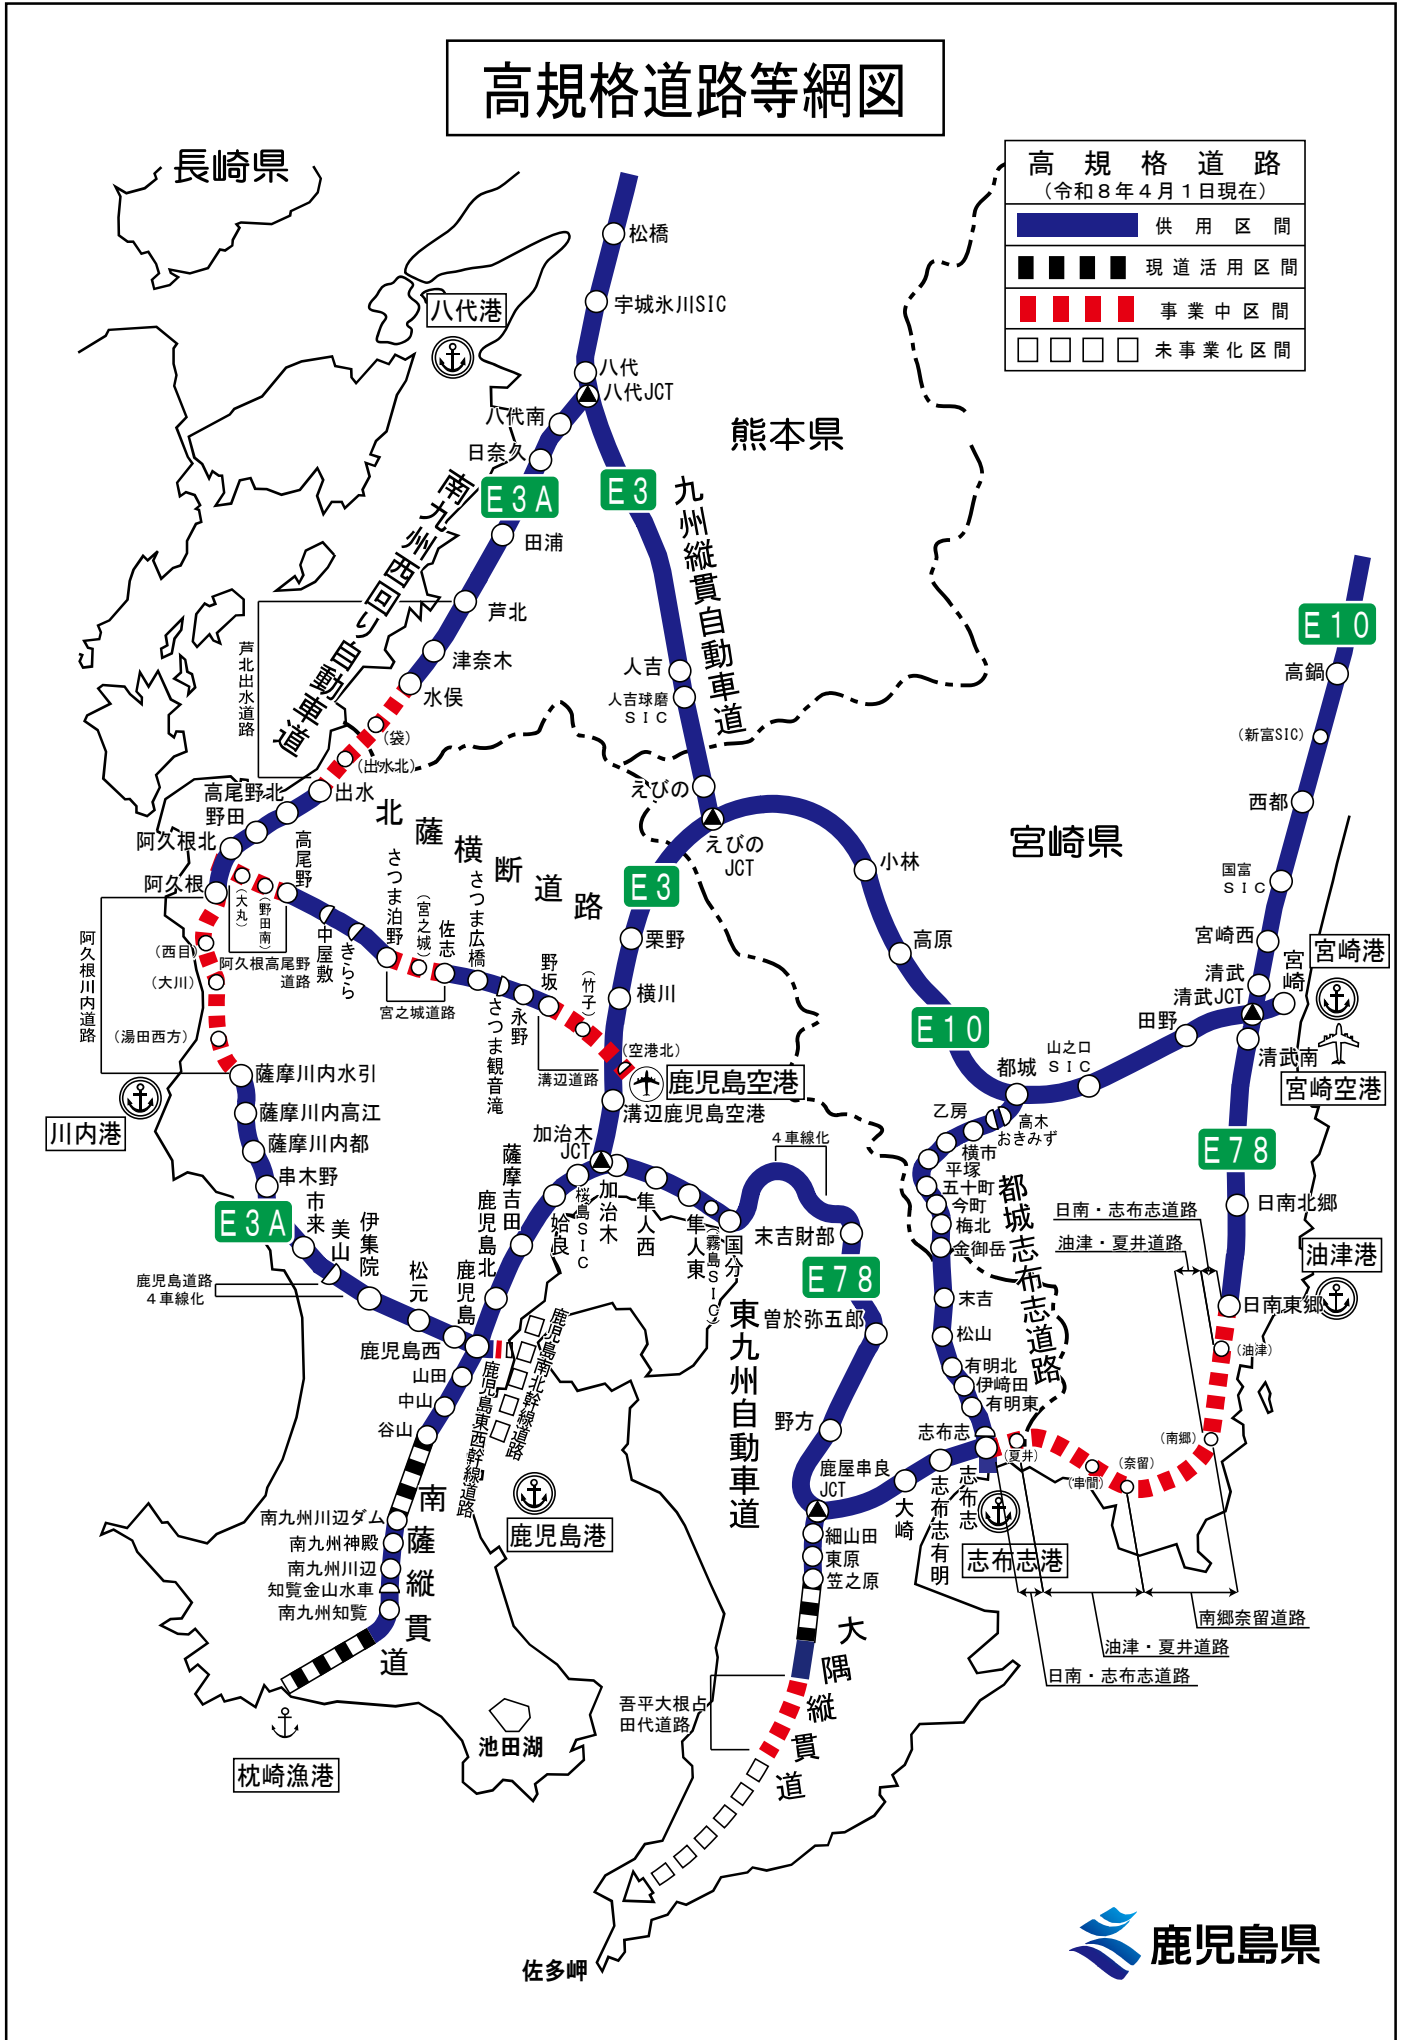 高規格道路等網図
高規格道路
（令和８年４月１日現在）
供用区間
現道活用区間
事業中区間
未事業化区間
長崎県
松橋
宇城氷川SIC
八代港
八代
八代JCT
八代南
日奈久
熊本県
E3A
E3
九州縦貫自動車道
南九州西回り自動車道
田浦
芦北
津奈木
水俣
芦北出水道路
（袋）
（出水北）
出水
人吉
人吉球磨
ＳＩＣ
E10
高鍋
（新富SIC）
西都
国富
ＳＩＣ
宮崎西
清武
清武JCT
宮崎
宮崎港
清武南
宮崎空港
宮崎県
えびの
えびの
JCT
小林
高原
E10
田野
山之口
ＳＩＣ
都城
高尾野北
野田
阿久根北
阿久根
高尾野
（大丸）
（野田南）
阿久根高尾野
道路
北薩横断道路
中屋敷
きらら
さつま泊野
（宮之城）
佐志
さつま広橋
宮之城道路
さつま観音滝
永野
野坂
（竹子）
溝辺道路
（空港北）
鹿児島空港
溝辺鹿児島空港
E3
栗野
横川
阿久根川内道路
（西目）
（大川）
（湯田西方）
薩摩川内水引
薩摩川内高江
薩摩川内都
川内港
串木野
E3A
市来
美山
伊集院
松元
鹿児島道路
４車線化
鹿児島西
鹿児島
鹿児島北
薩摩吉田
姶良
桜島ＳＩＣ
加治木
JCT
加治木
隼人西
隼人東
（霧島ＳＩＣ）
国分
４車線化
末吉財部
E78
曽於弥五郎
野方
東九州自動車道
鹿屋串良
JCT
大崎
志布志有明
志布志
志布志
志布志港
乙房
高木
おきみず
横市
平塚
五十町
今町
梅北
金御岳
末吉
松山
有明北
伊﨑田
有明東
都城志布志道路
E78
日南北郷
日南・志布志道路
油津・夏井道路
油津港
日南東郷
（油津）
（南郷）
（奈留）
（串間）
（夏井）
南郷奈留道路
油津・夏井道路
日南・志布志道路
山田
中山
谷山
鹿児島東西幹線道路
鹿児島南北幹線道路
鹿児島港
南九州川辺ダム
南九州神殿
南九州川辺
知覧金山水車
南九州知覧
南薩縦貫道
枕崎漁港
池田湖
細山田
東原
笠之原
大隅縦貫道
吾平大根占
田代道路
佐多岬
鹿児島県